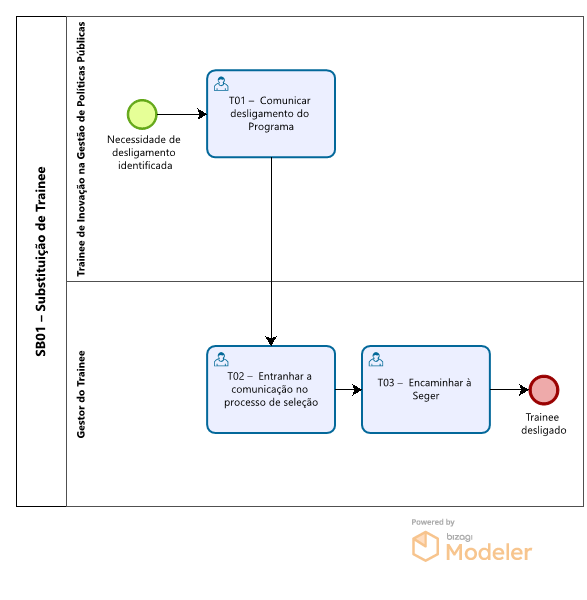 SB01 – Substituição de Trainee
Trainee de Inovação na Gestão de Políticas Públicas
Necessidade de
desligamento
identificada
T01 – Comunicar
desligamento do
Programa
Gestor do Trainee
T02 – Entranhar a
comunicação no
processo de seleção
T03 – Encaminhar à
Seger
Trainee
desligado
Powered by
bizagi
Modeler